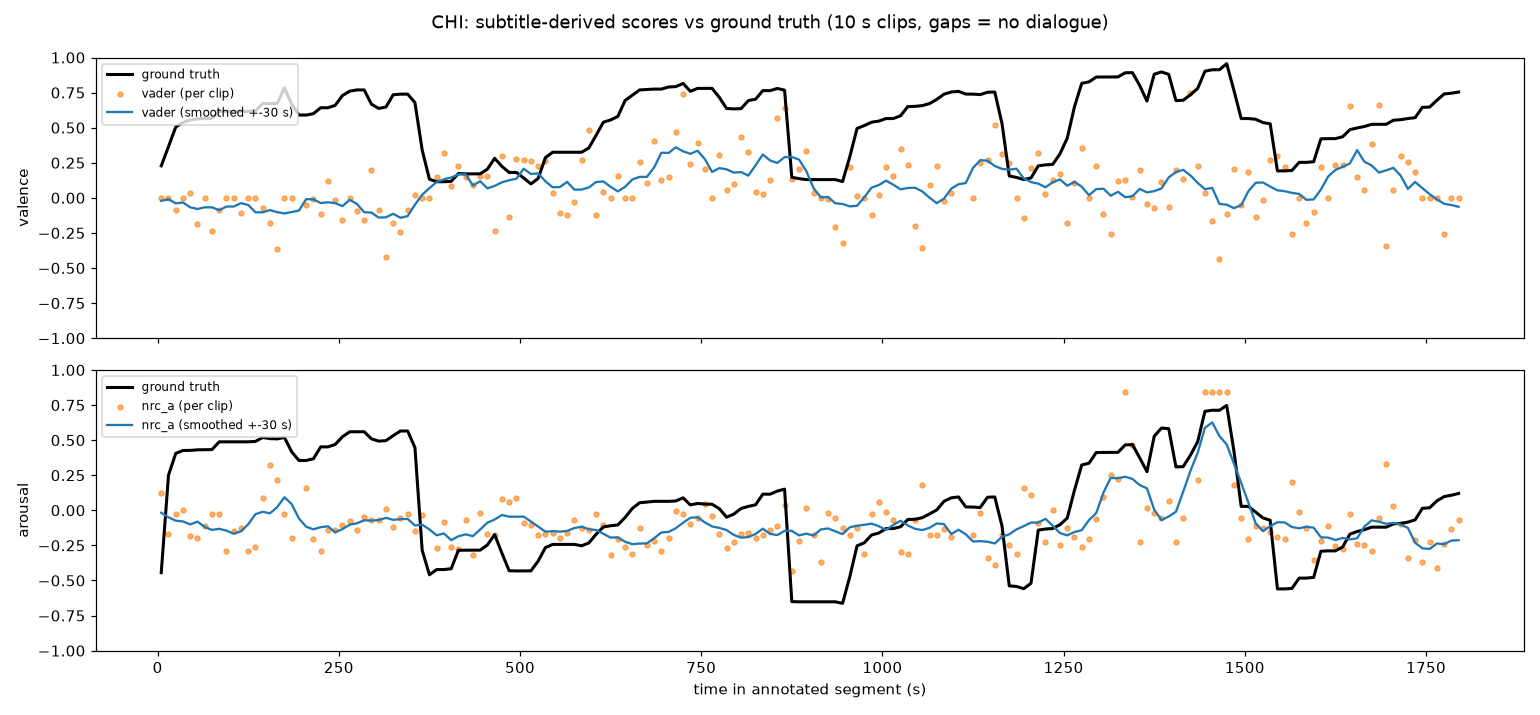 CHI: subtitle-derived scores vs ground truth (10 s clips, gaps = no dialogue)
1.00
0.75
0.50
0.25
0.00
−0.25
−0.50
−0.75
−1.00
valence
ground truth
vader (per clip)
vader (smoothed +-30 s)
1.00
0.75
0.50
0.25
0.00
−0.25
−0.50
−0.75
−1.00
arousal
ground truth
nrc_a (per clip)
nrc_a (smoothed +-30 s)
0 250 500 750 1000 1250 1500 1750
time in annotated segment (s)